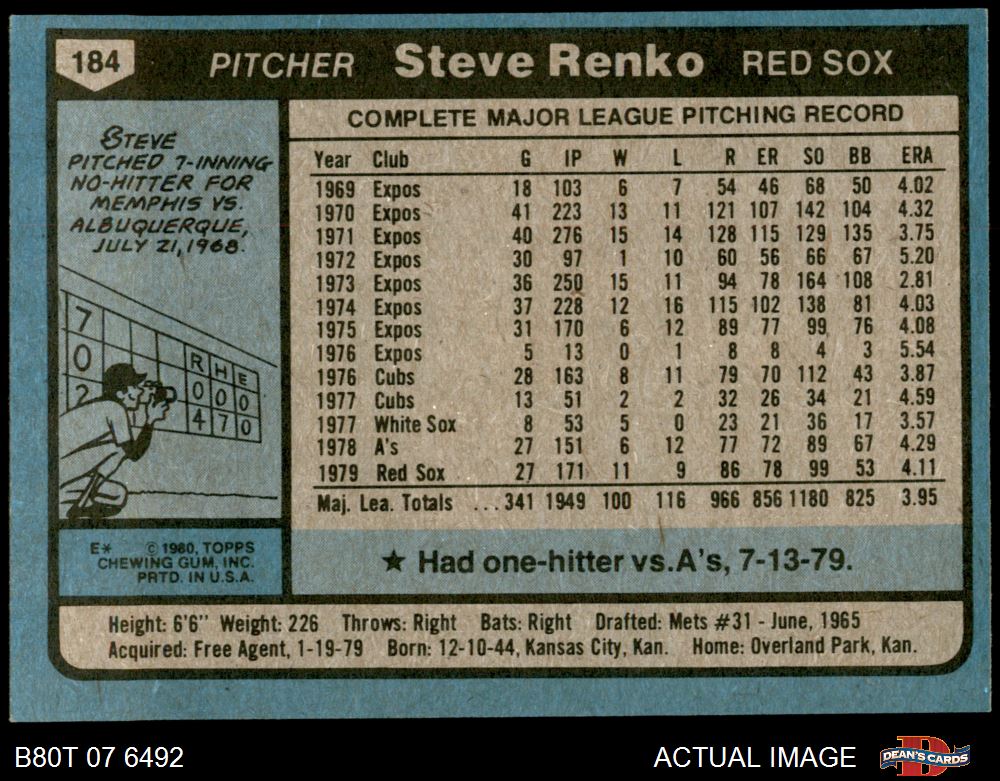 184 PITCHER Steve Renko RED SOX
STEVE
PITCHED 7-INNING
NO-HITTER FOR
MEMPHIS VS.
ALBUQUERQUE,
JULY 21, 1968.
7
0 R H E
2 0 0 0
4 7 0
COMPLETE MAJOR LEAGUE PITCHING RECORD
Year Club G IP W L R ER SO BB ERA
1969 Expos 18 103 6 7 54 46 68 50 4.02
1970 Expos 41 223 13 11 121 107 142 104 4.32
1971 Expos 40 276 15 14 128 115 129 135 3.75
1972 Expos 30 97 1 10 60 56 66 67 5.20
1973 Expos 36 250 15 11 94 78 164 108 2.81
1974 Expos 37 228 12 16 115 102 138 81 4.03
1975 Expos 31 170 6 12 89 77 99 76 4.08
1976 Expos 5 13 0 1 8 8 4 3 5.54
1976 Cubs 28 163 8 11 79 70 112 43 3.87
1977 Cubs 13 51 2 2 32 26 34 21 4.59
1977 White Sox 8 53 5 0 23 21 36 17 3.57
1978 A's 27 151 6 12 77 72 89 67 4.29
1979 Red Sox 27 171 11 9 86 78 99 53 4.11
Maj. Lea. Totals ...341 1949 100 116 966 856 1180 825 3.95
E* © 1980, TOPPS
CHEWING GUM, INC.
PRTD. IN U.S.A.
★ Had one-hitter vs.A's, 7-13-79.
Height: 6'6" Weight: 226 Throws: Right Bats: Right Drafted: Mets #31 - June, 1965
Acquired: Free Agent, 1-19-79 Born: 12-10-44, Kansas City, Kan. Home: Overland Park, Kan.
B80T 07 6492 ACTUAL IMAGE DEAN'S CARDS